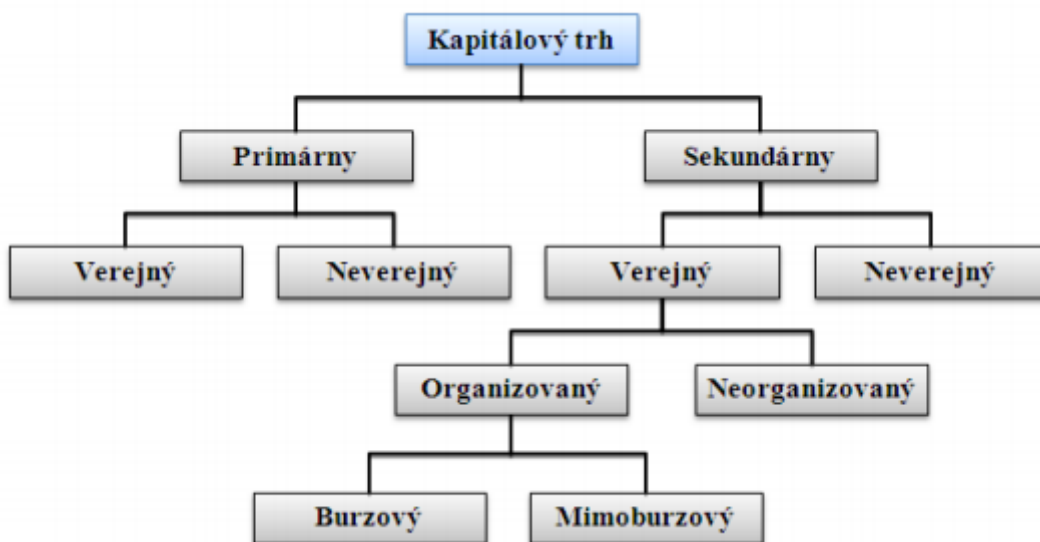 Kapitálový trh
Primárny
Sekundárny
Verejný
Neverejný
Verejný
Neverejný
Organizovaný
Neorganizovaný
Burzový
Mimoburzový